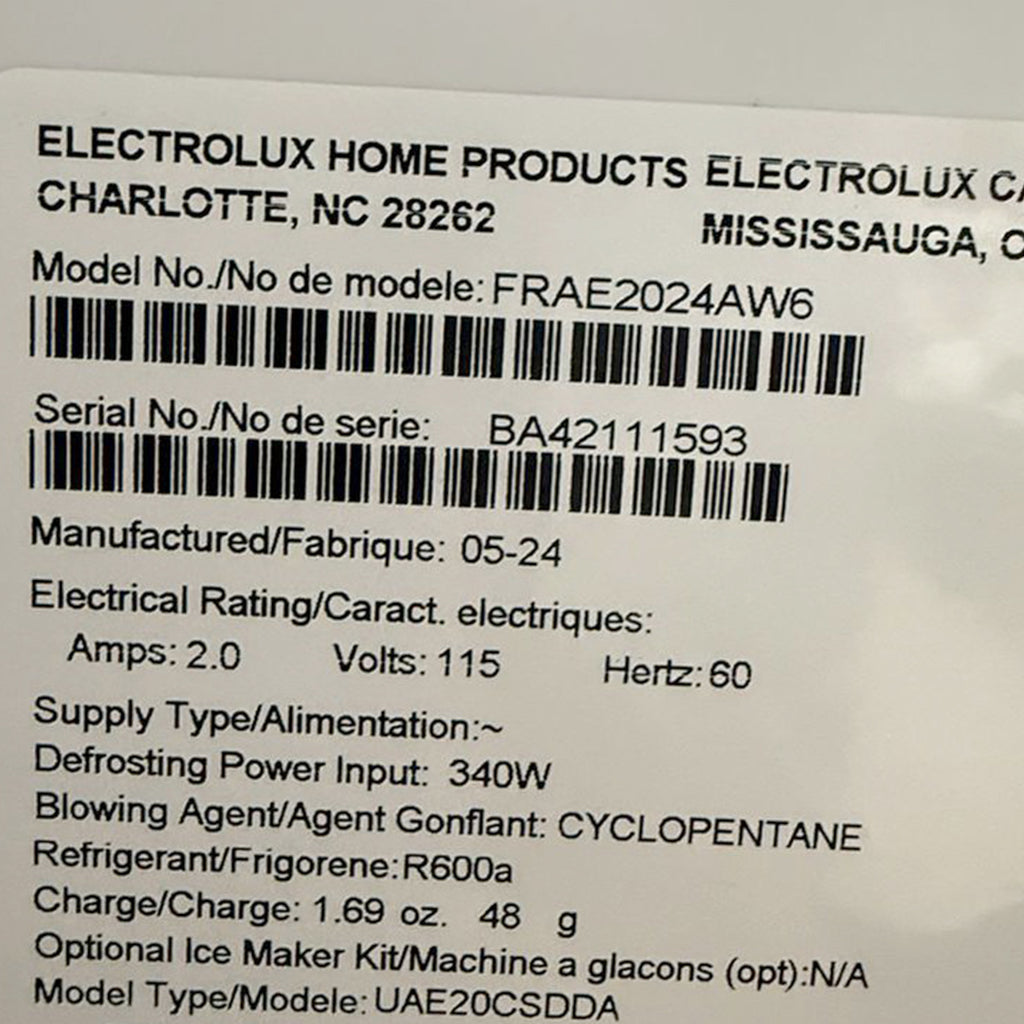 ELECTROLUX HOME PRODUCTS ELECTROLUX
CHARLOTTE, NC 28262 MISSISSAUGA,
Model No./No de modele: FRAE2024AW6
Serial No./No de serie: BA42111593
Manufactured/Fabrique: 05-24
Electrical Rating/Caract. electriques:
Amps: 2.0 Volts: 115 Hertz: 60
Supply Type/Alimentation:~
Defrosting Power Input: 340W
Blowing Agent/Agent Gonflant: CYCLOPENTANE
Refrigerant/Frigorene:R600a
Charge/Charge: 1.69 oz. 48 g
Optional Ice Maker Kit/Machine a glacons (opt):N/A
Model Type/Modele: UAE20CSDDA